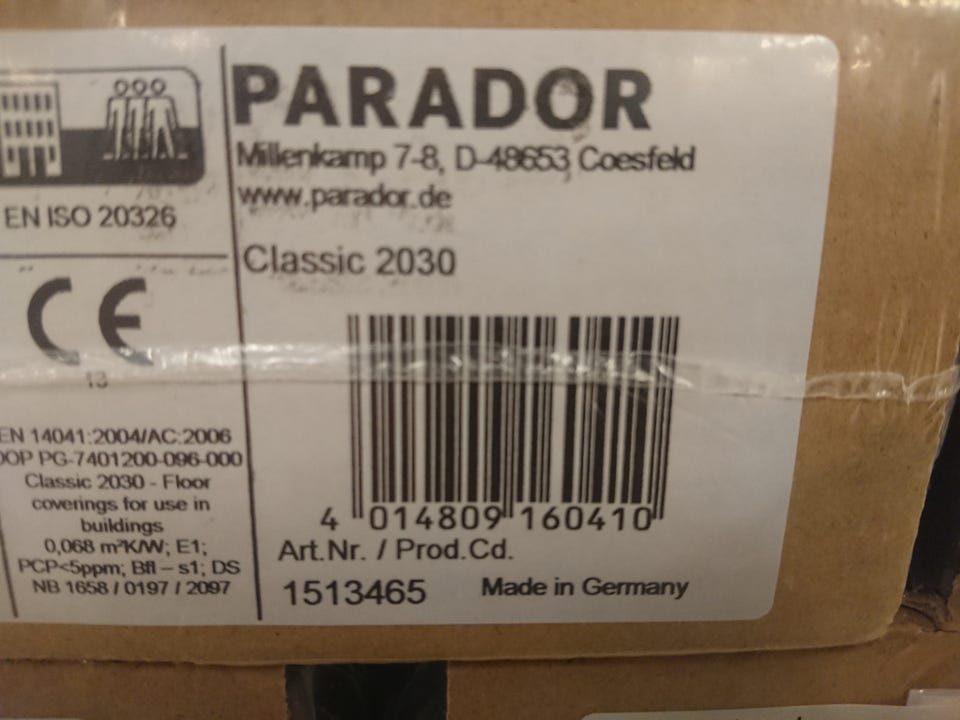 PARADOR
Millenkamp 7-8, D-48653 Coesfeld
www.parador.de
Classic 2030
4 014809 160410
Art.Nr. / Prod.Cd.
1513465
Made in Germany
EN ISO 20326
CE
13
EN 14041:2004/AC:2006
DOP PG-7401200-096-000
Classic 2030 - Floor
coverings for use in
buildings
0,068 m²K/W; E1;
PCP<5ppm; Bfl – s1; DS
NB 1658 / 0197 / 2097